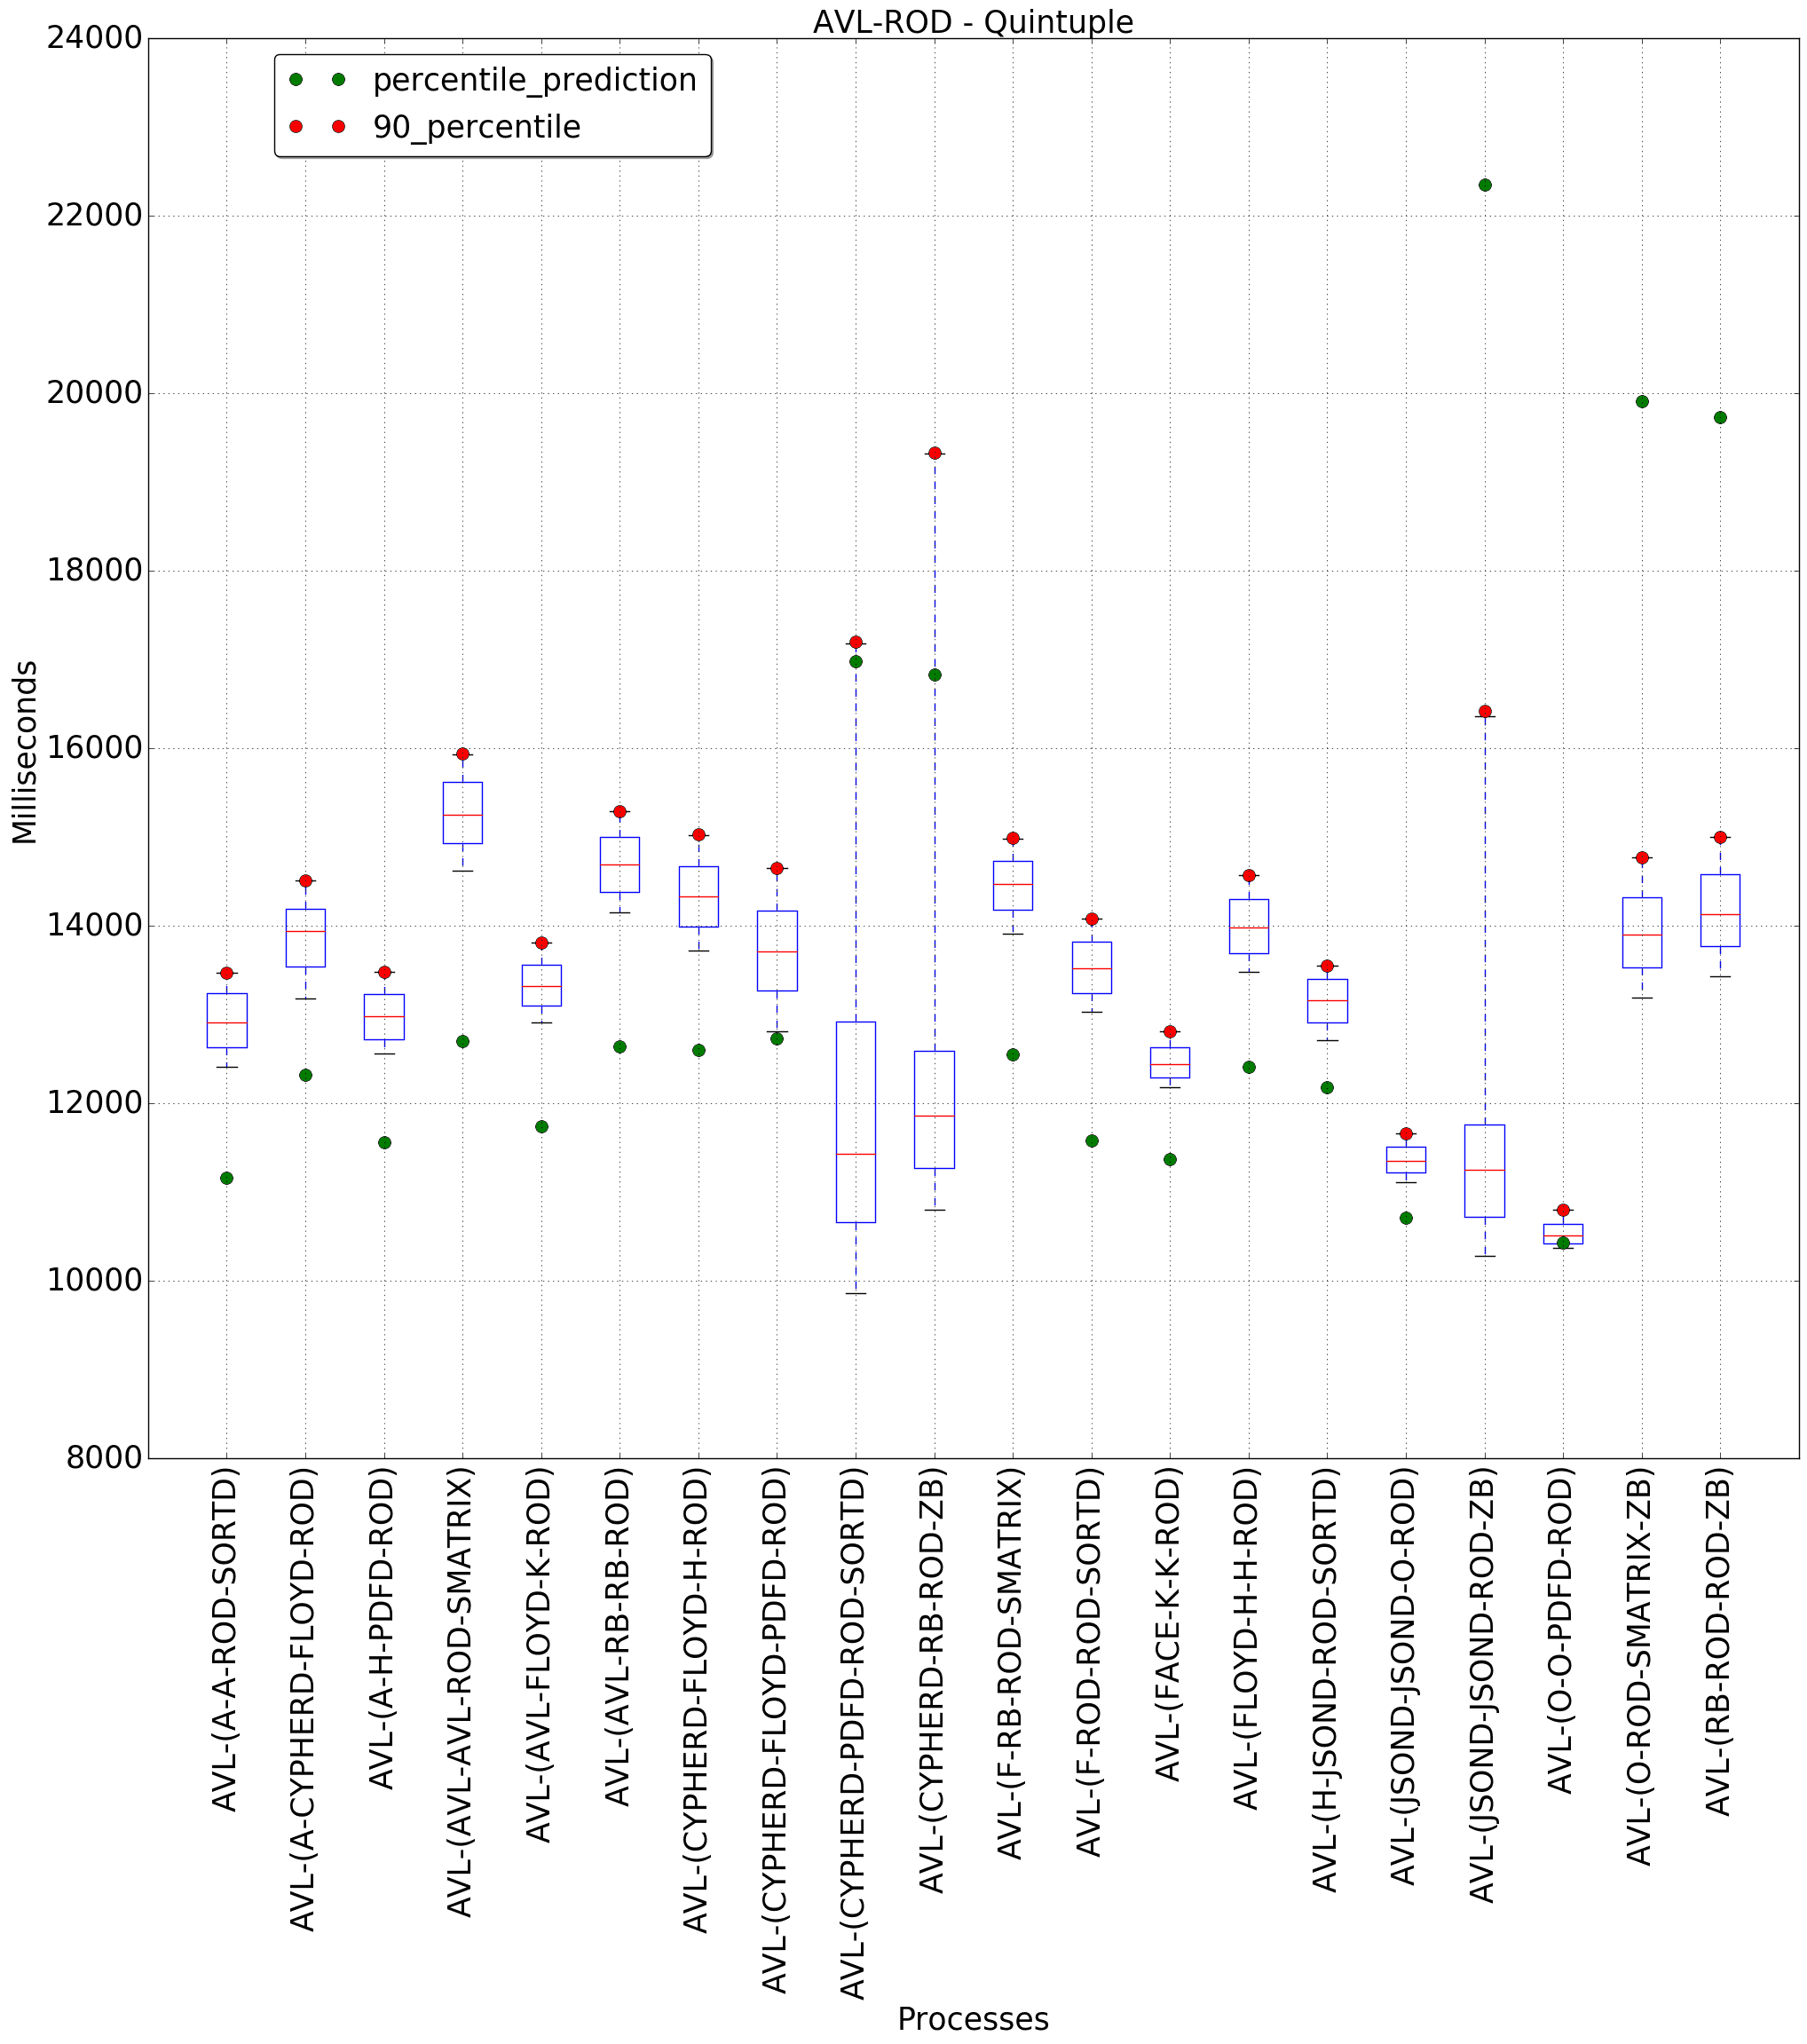 AVL-ROD - Quintuple
percentile_prediction
90_percentile
24000
22000
20000
18000
16000
14000
12000
10000
8000
Milliseconds
AVL-(A-A-ROD-SORTD)
AVL-(A-CYPHERD-FLOYD-ROD)
AVL-(A-H-PDFD-ROD)
AVL-(AVL-AVL-ROD-SMATRIX)
AVL-(AVL-FLOYD-K-ROD)
AVL-(AVL-RB-RB-ROD)
AVL-(CYPHERD-FLOYD-H-ROD)
AVL-(CYPHERD-FLOYD-PDFD-ROD)
AVL-(CYPHERD-PDFD-ROD-SORTD)
AVL-(CYPHERD-RB-ROD-ZB)
AVL-(F-RB-ROD-SMATRIX)
AVL-(F-ROD-ROD-SORTD)
AVL-(FACE-K-K-ROD)
AVL-(FLOYD-H-H-ROD)
AVL-(H-JSOND-ROD-SORTD)
AVL-(JSOND-JSOND-O-ROD)
AVL-(JSOND-JSOND-ROD-ZB)
AVL-(O-O-PDFD-ROD)
AVL-(O-ROD-SMATRIX-ZB)
AVL-(RB-ROD-ROD-ZB)
Processes